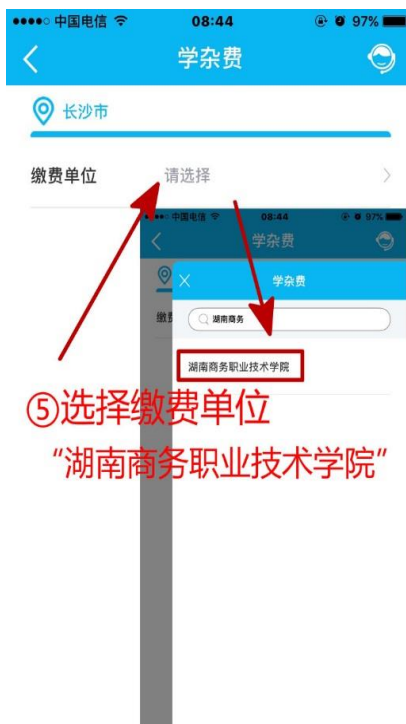 中国电信 08:44 97%
学杂费
长沙市
缴费单位 请选择
中国电信 08:44 97%
学杂费
学杂费
缴费
湖南商务
湖南商务职业技术学院
⑤选择缴费单位
“湖南商务职业技术学院”